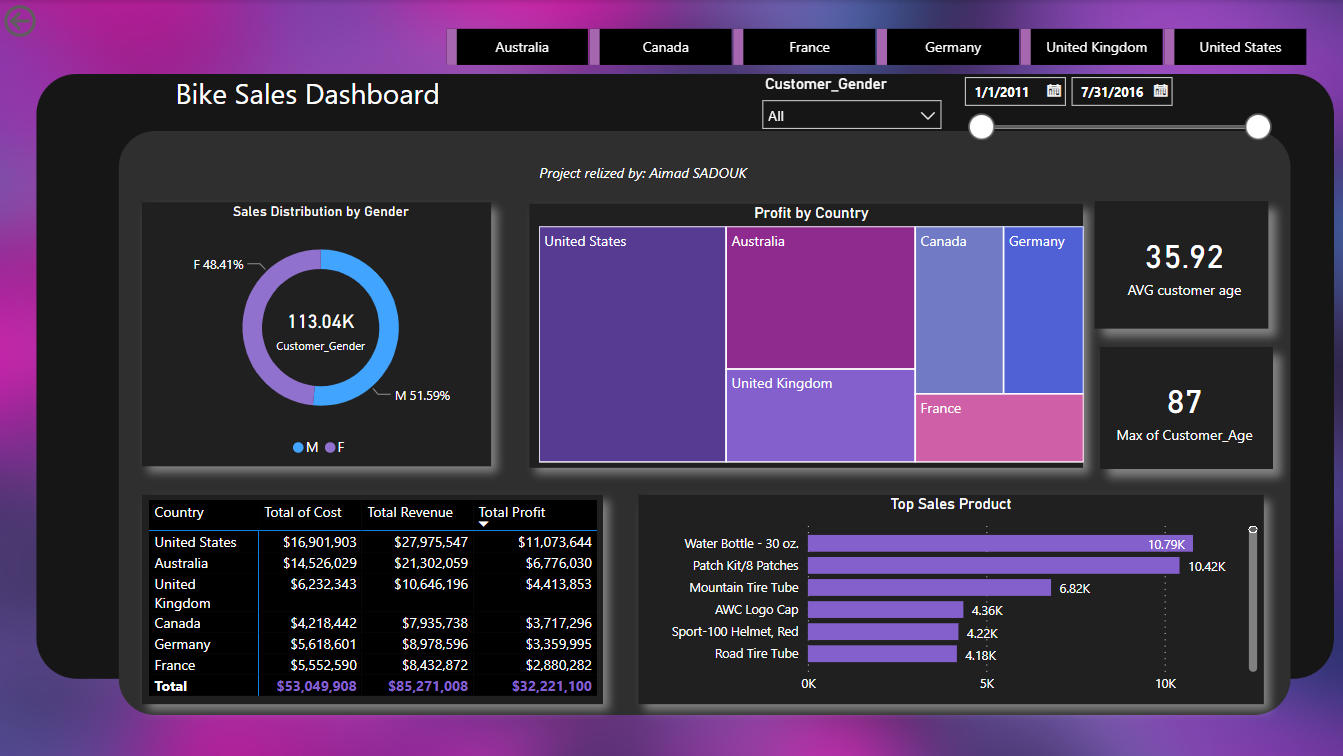 Australia
Canada
France
Germany
United Kingdom
United States
Bike Sales Dashboard
Customer_Gender
All
1/1/2011
7/31/2016
Project relized by: Aimad SADOUK
Sales Distribution by Gender
F 48.41%
113.04K
Customer_Gender
M 51.59%
M F
Profit by Country
United States
Australia
Canada
Germany
United Kingdom
France
35.92
AVG customer age
87
Max of Customer_Age
Country Total of Cost Total Revenue Total Profit
United States $16,901,903 $27,975,547 $11,073,644
Australia $14,526,029 $21,302,059 $6,776,030
United $6,232,343 $10,646,196 $4,413,853
Kingdom
Canada $4,218,442 $7,935,738 $3,717,296
Germany $5,618,601 $8,978,596 $3,359,995
France $5,552,590 $8,432,872 $2,880,282
Total $53,049,908 $85,271,008 $32,221,100
Top Sales Product
Water Bottle - 30 oz. 10.79K
Patch Kit/8 Patches 10.42K
Mountain Tire Tube 6.82K
AWC Logo Cap 4.36K
Sport-100 Helmet, Red 4.22K
Road Tire Tube 4.18K
0K 5K 10K